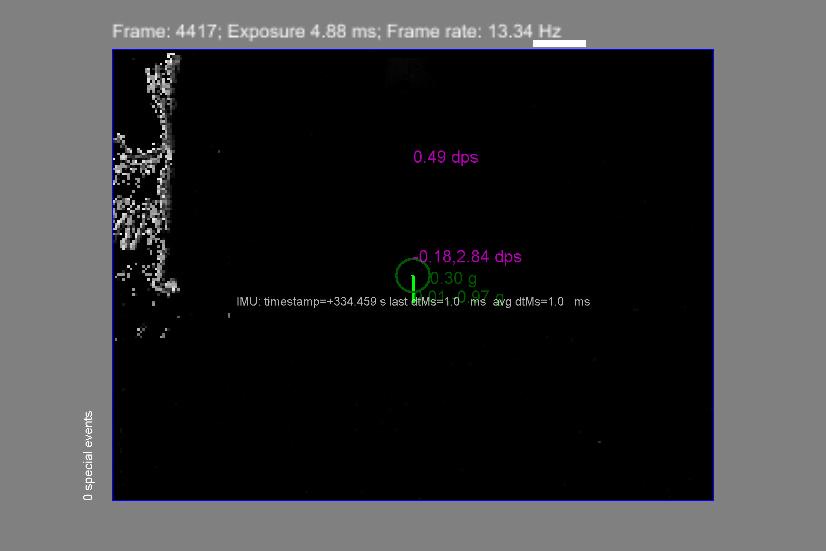 Frame: 4417; Exposure 4.88 ms; Frame rate: 13.34 Hz
0.49 dps
-0.18,2.84 dps
0.30 g
IMU: timestamp=+334.459 s last dtMs=1.0 ms avg dtMs=1.0 ms
0 special events